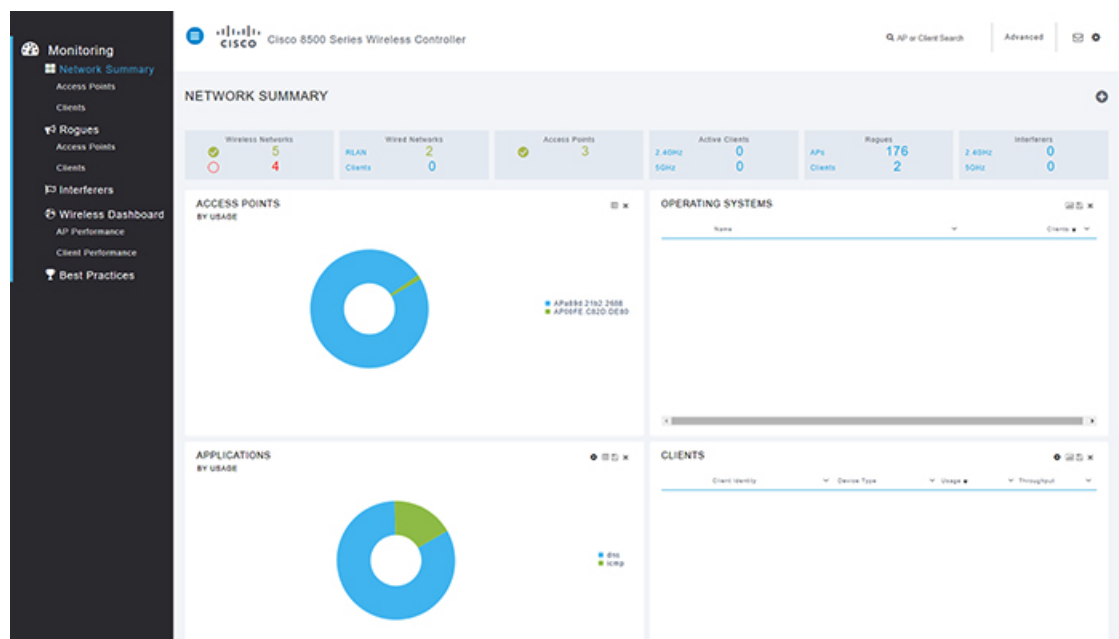 CISCO Cisco 8500 Series Wireless Controller
AP or Client Search
Advanced
Monitoring
Network Summary
Access Points
Clients
Rogues
Access Points
Clients
Interferers
Wireless Dashboard
AP Performance
Client Performance
Best Practices
NETWORK SUMMARY
Wireless Networks
5
4
Wired Networks
RLAN 2
Clients 0
Access Points
3
Active Clients
2.4GHz 0
5GHz 0
Rogues
APs 176
Clients 2
Interferers
2.4GHz 0
5GHz 0
ACCESS POINTS
BY USAGE
APa89d.21b2.2688
OPERATING SYSTEMS
Name Clients
APPLICATIONS
BY USAGE
dns
icmp
CLIENTS
Client Identity Device Type Usage Throughput